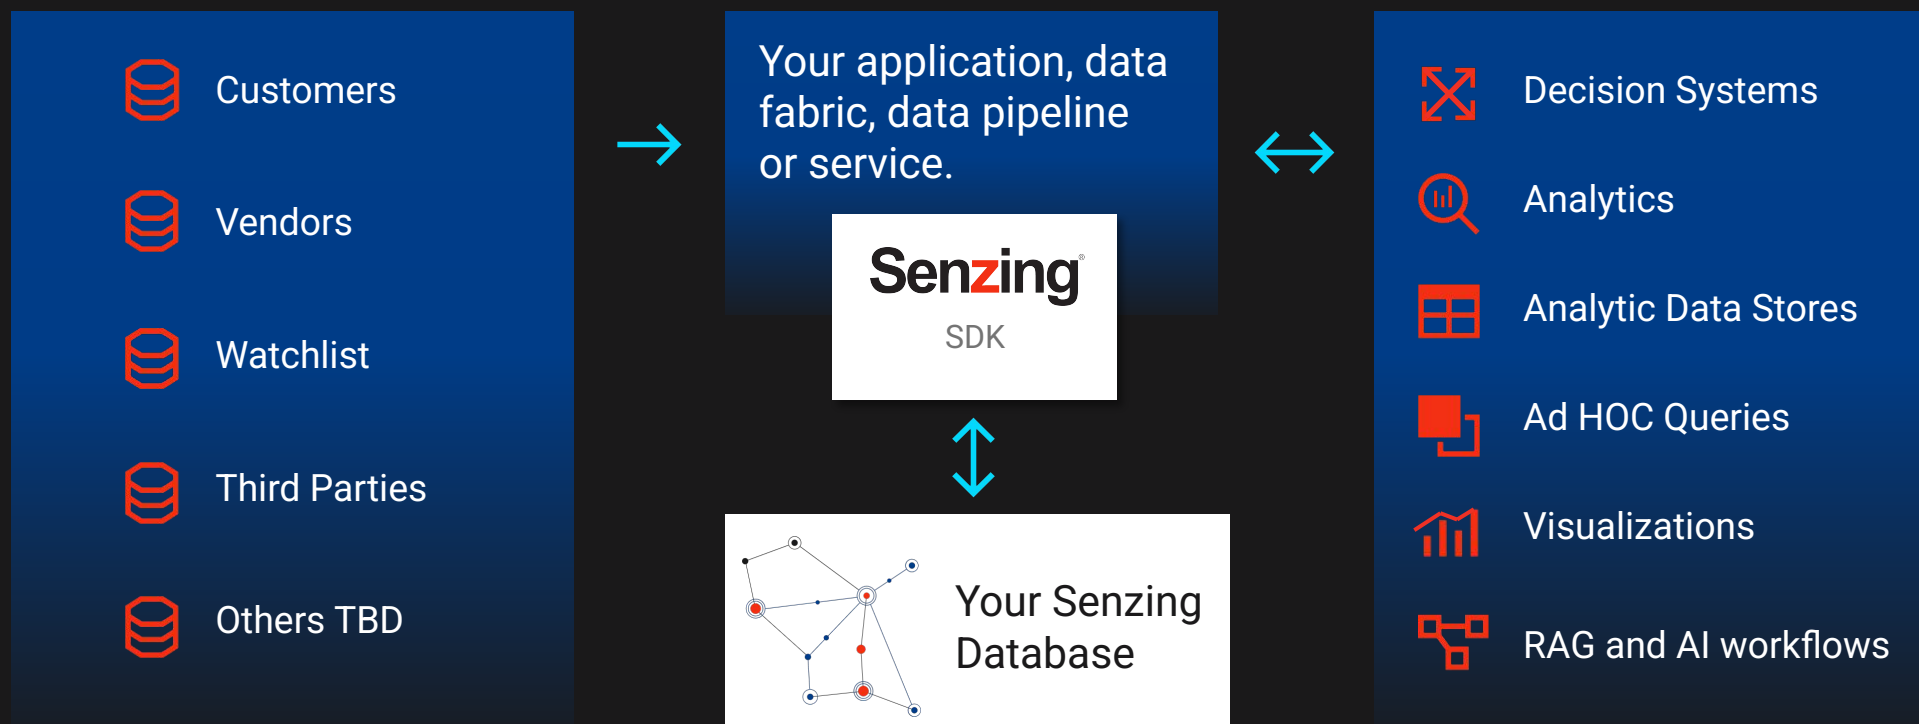 Customers
Vendors
Watchlist
Third Parties
Others TBD
Your application, data
fabric, data pipeline
or service.
Senzing®
SDK
Your Senzing
Database
Decision Systems
Analytics
Analytic Data Stores
Ad HOC Queries
Visualizations
RAG and AI workflows